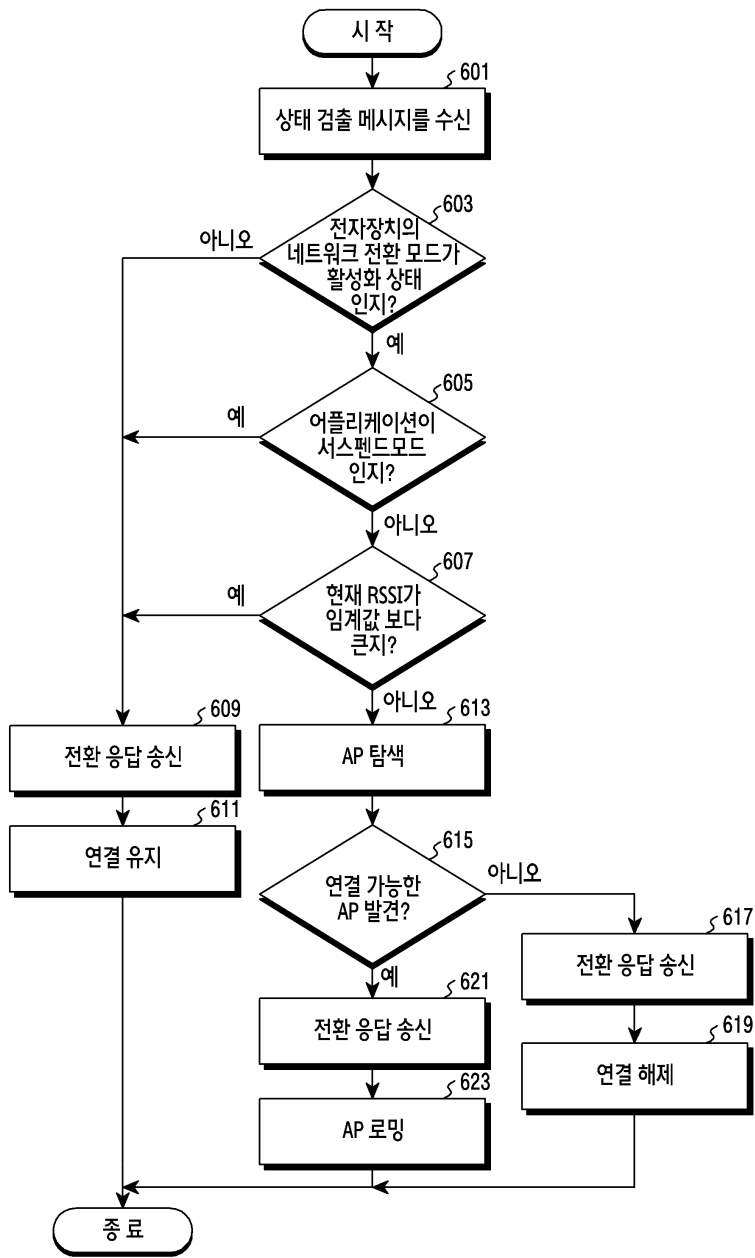 시 작
601
상태 검출 메시지를 수신
603
전자장치의
네트워크 전환 모드가
활성화 상태
인지?
아니오
예
605
어플리케이션이
서스펜드모드
인지?
예
아니오
607
현재 RSSI가
임계값 보다
큰지?
예
아니오
609
전환 응답 송신
611
연결 유지
613
AP 탐색
615
연결 가능한
AP 발견?
아니오
예
617
전환 응답 송신
619
연결 해제
621
전환 응답 송신
623
AP 로밍
종 료